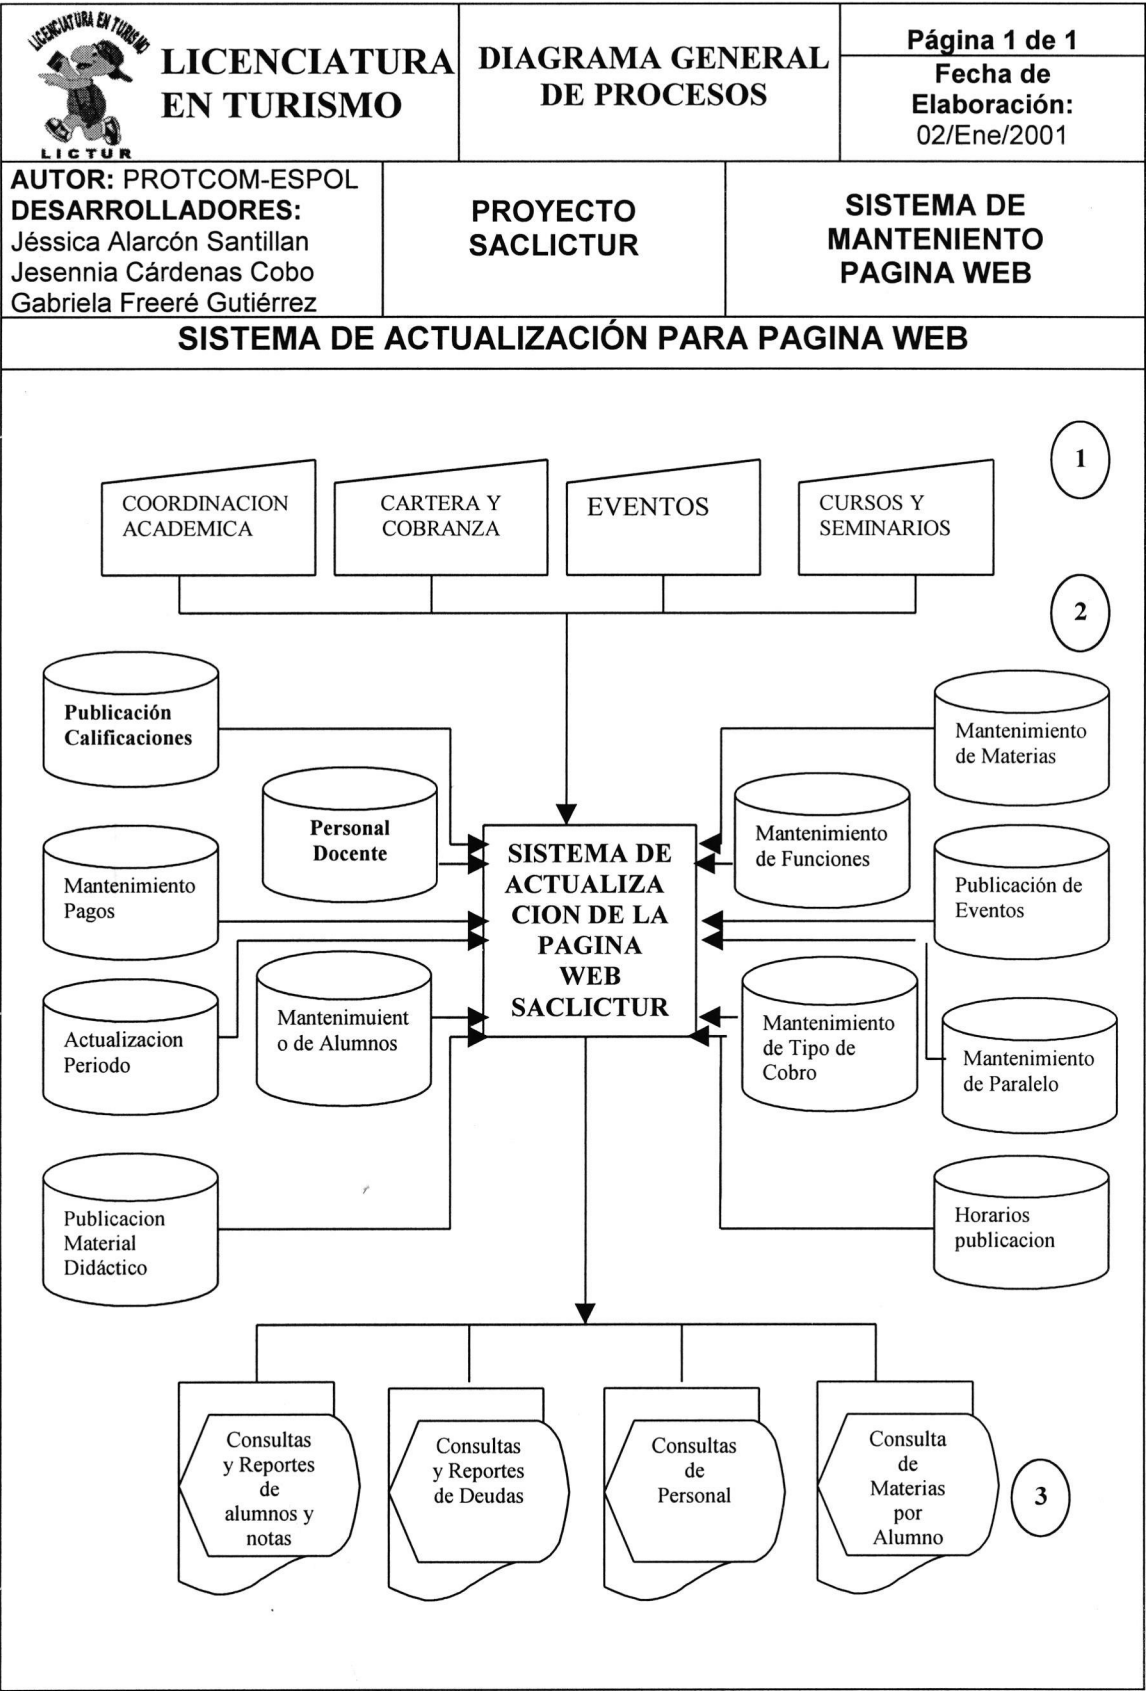 LICENCIATURA EN TURISMO
LICTUR
LICENCIATURA
EN TURISMO
DIAGRAMA GENERAL
DE PROCESOS
Página 1 de 1
Fecha de
Elaboración:
02/Ene/2001
AUTOR: PROTCOM-ESPOL
DESARROLLADORES:
Jéssica Alarcón Santillan
Jesennia Cárdenas Cobo
Gabriela Freeré Gutiérrez
PROYECTO
SACLICTUR
SISTEMA DE
MANTENIENTO
PAGINA WEB
SISTEMA DE ACTUALIZACIÓN PARA PAGINA WEB
1
COORDINACION
ACADEMICA
CARTERA Y
COBRANZA
EVENTOS
CURSOS Y
SEMINARIOS
2
Publicación
Calificaciones
Personal
Docente
Mantenimiento
Pagos
Actualizacion
Periodo
Mantenimuient
o de Alumnos
Publicacion
Material
Didáctico
SISTEMA DE
ACTUALIZA
CION DE LA
PAGINA
WEB
SACLICTUR
Mantenimiento
de Materias
Mantenimiento
de Funciones
Publicación de
Eventos
Mantenimiento
de Tipo de
Cobro
Mantenimiento
de Paralelo
Horarios
publicacion
Consultas
y Reportes
de
alumnos y
notas
Consultas
y Reportes
de Deudas
Consultas
de
Personal
Consulta
de
Materias
por
Alumno
3